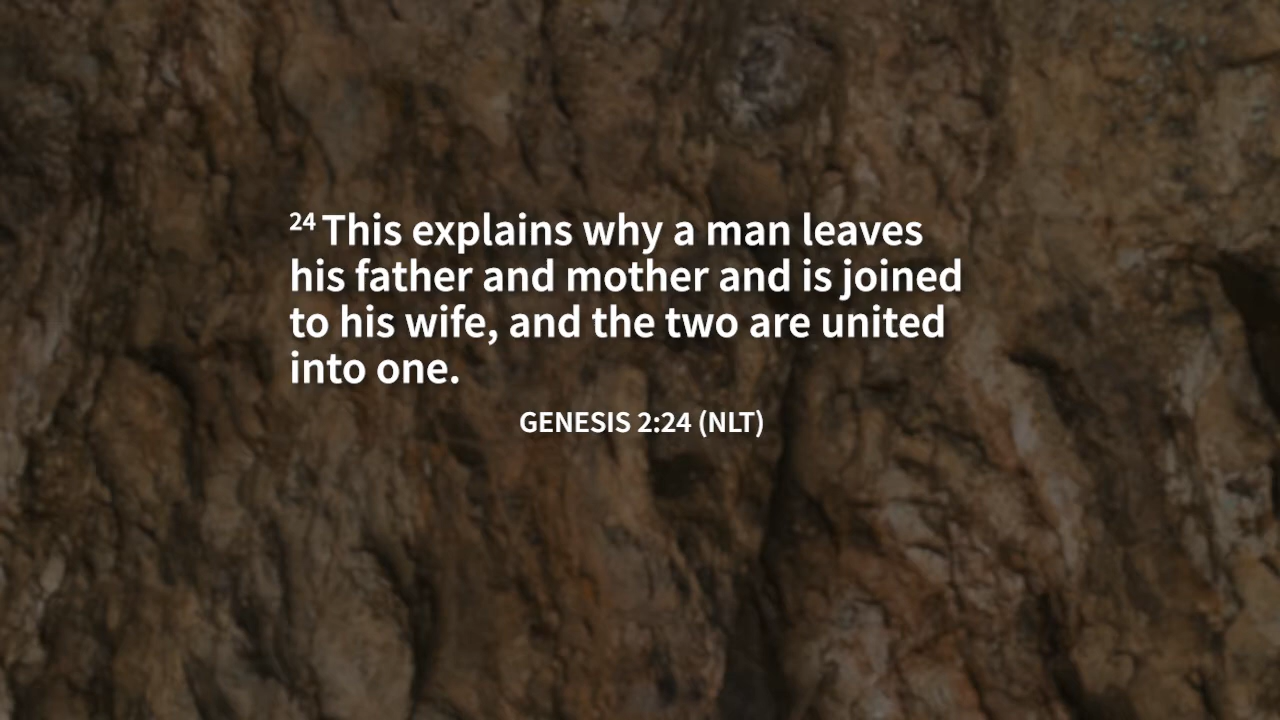 24 This explains why a man leaves
his father and mother and is joined
to his wife, and the two are united
into one.
GENESIS 2:24 (NLT)